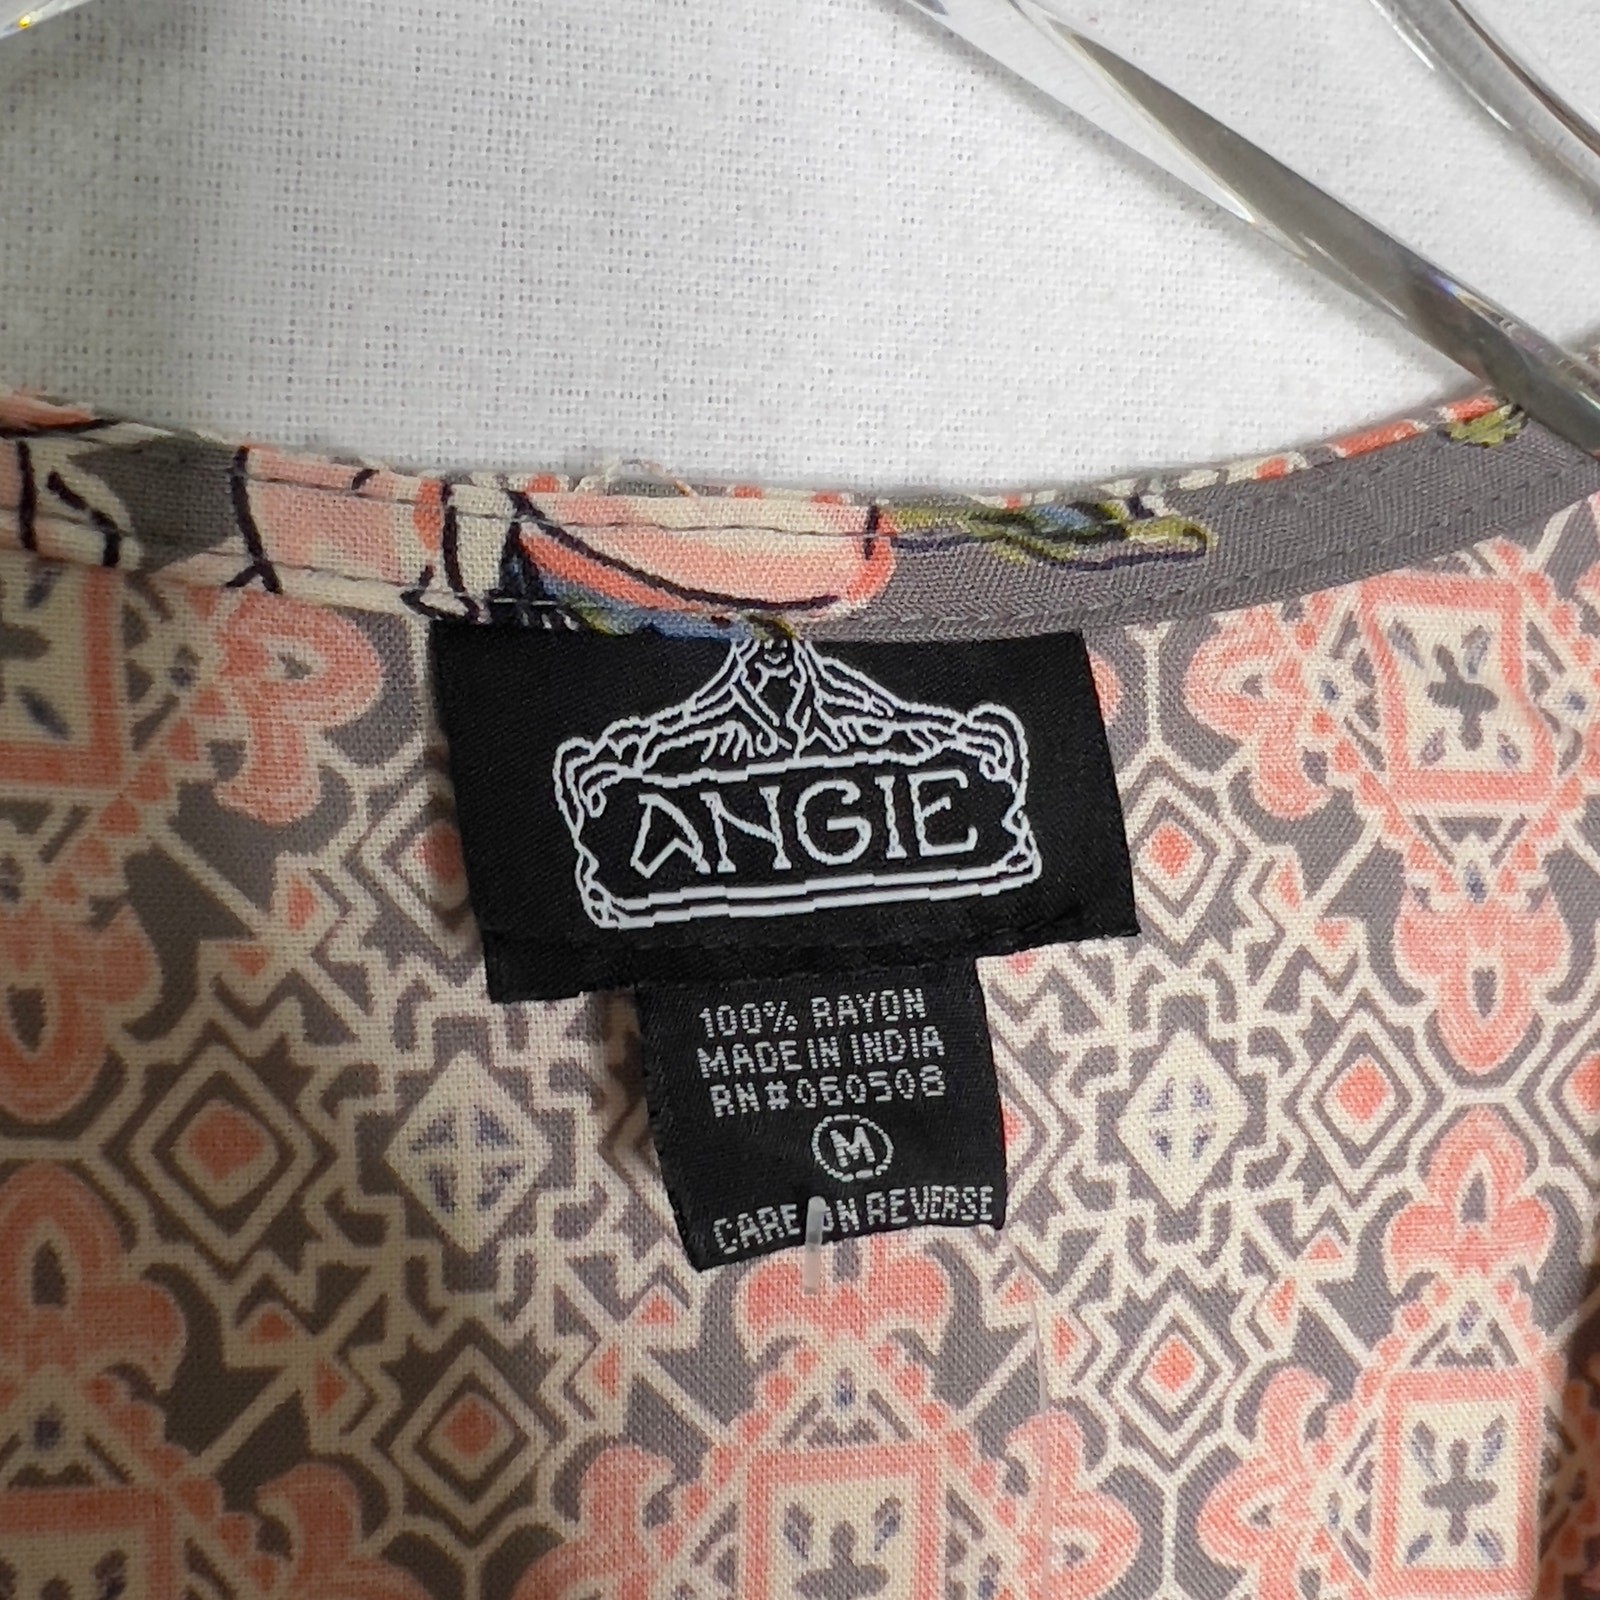 ANGIE
100% RAYON
MADE IN INDIA
RN#060508
M
CARE ON REVERSE